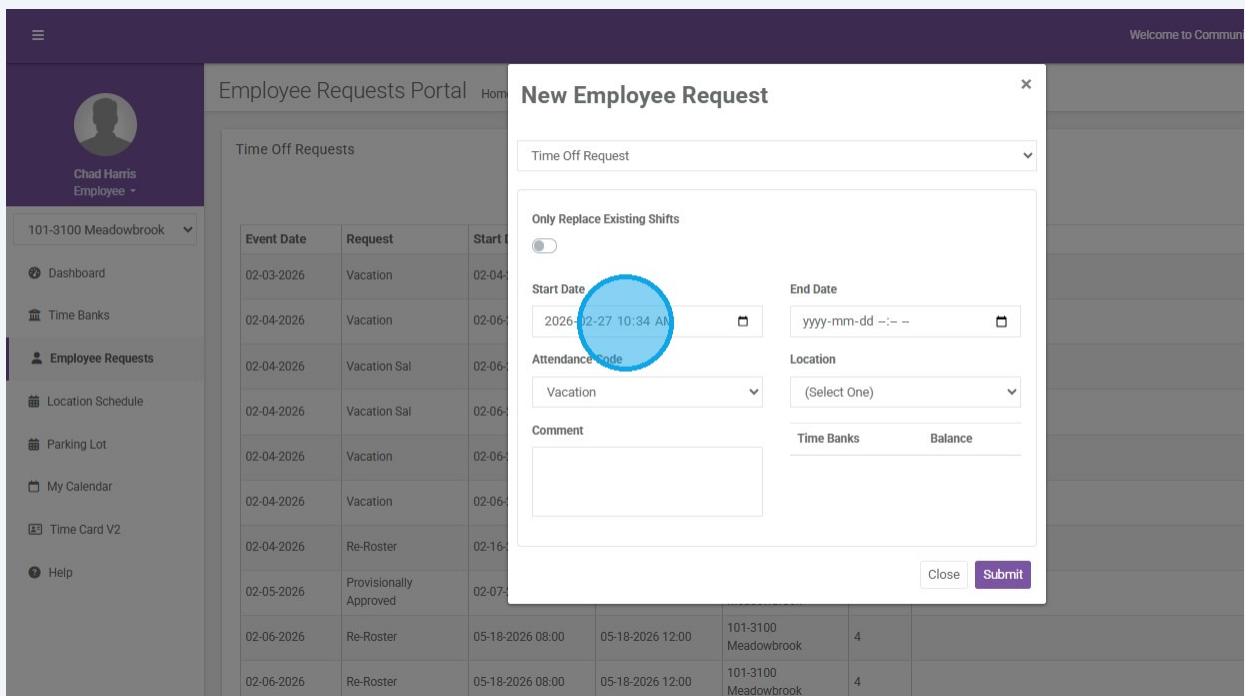 Welcome to Communi
Chad Harris
Employee
101-3100 Meadowbrook
Dashboard
Time Banks
Employee Requests
Location Schedule
Parking Lot
My Calendar
Time Card V2
Help
Employee Requests Portal Hom
Time Off Requests
Event Date Request Start D
02-03-2026 Vacation 02-04-
02-04-2026 Vacation 02-06-
02-04-2026 Vacation Sal 02-06-
02-04-2026 Vacation Sal 02-06-
02-04-2026 Vacation 02-06-
02-04-2026 Vacation 02-06-
02-04-2026 Re-Roster 02-16-
02-05-2026 Provisionally Approved 02-07-
02-06-2026 Re-Roster 05-18-2026 08:00 05-18-2026 12:00 101-3100 Meadowbrook 4
02-06-2026 Re-Roster 05-18-2026 08:00 05-18-2026 12:00 101-3100 Meadowbrook 4
New Employee Request ×
Time Off Request
Only Replace Existing Shifts
Start Date End Date
2026-02-27 10:34 AM yyyy-mm-dd --:-- --
Attendance Code Location
Vacation (Select One)
Comment Time Banks Balance
Close Submit